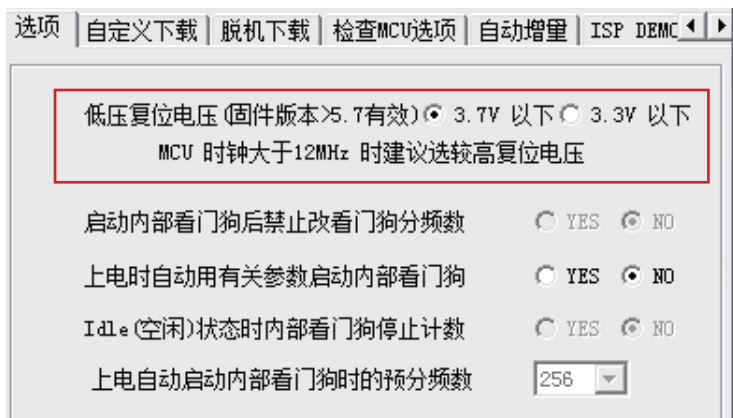 选项 自定义下载 脱机下载 检查MCU选项 自动增量 ISP DEMO
低压复位电压(固件版本>5.7有效) 3.7V 以下 3.3V 以下
MCU 时钟大于12MHz 时建议选较高复位电压
启动内部看门狗后禁止改看门狗分频数 YES NO
上电时自动用有关参数启动内部看门狗 YES NO
Idle(空闲)状态时内部看门狗停止计数 YES NO
上电自动启动内部看门狗时的预分频数 256